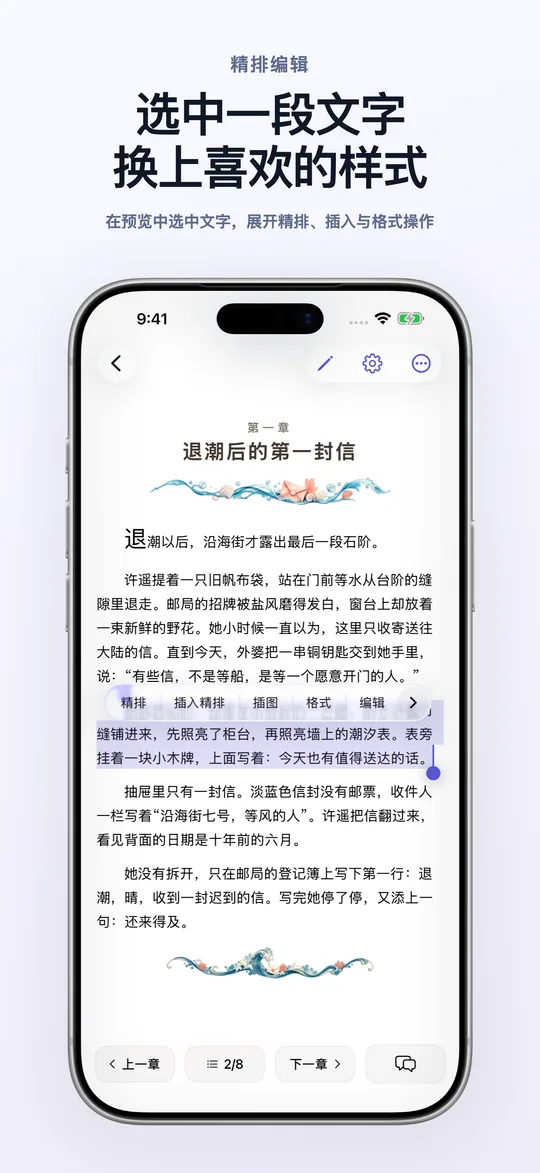 精排编辑
选中一段文字
换上喜欢的样式
在预览中选中文字，展开精排、插入与格式操作
9:41
第一章
退潮后的第一封信
退潮以后，沿海街才露出最后一段石阶。
许遥提着一只旧帆布袋，站在门前等水从台阶的缝
隙里退走。邮局的招牌被盐风磨得发白，窗台上却放着
一束新鲜的野花。她小时候一直以为，这里只收寄送往
大陆的信。直到今天，外婆把一串铜钥匙交到她手里，
说：“有些信，不是等船，是等一个愿意开门的人。”
精排 插入精排 插图 格式 编辑
缝铺进来，先照亮了柜台，再照亮墙上的潮汐表。表旁
挂着一块小木牌，上面写着：今天也有值得送达的话。
抽屉里只有一封信。淡蓝色信封没有邮票，收件人
一栏写着“沿海街七号，等风的人”。许遥把信翻过来，
看见背面的日期是十年前的六月。
她没有拆开，只在邮局的登记簿上写下第一行：退
潮，晴，收到一封迟到的信。写完她停了停，又添上一
句：还来得及。
上一章 2/8 下一章